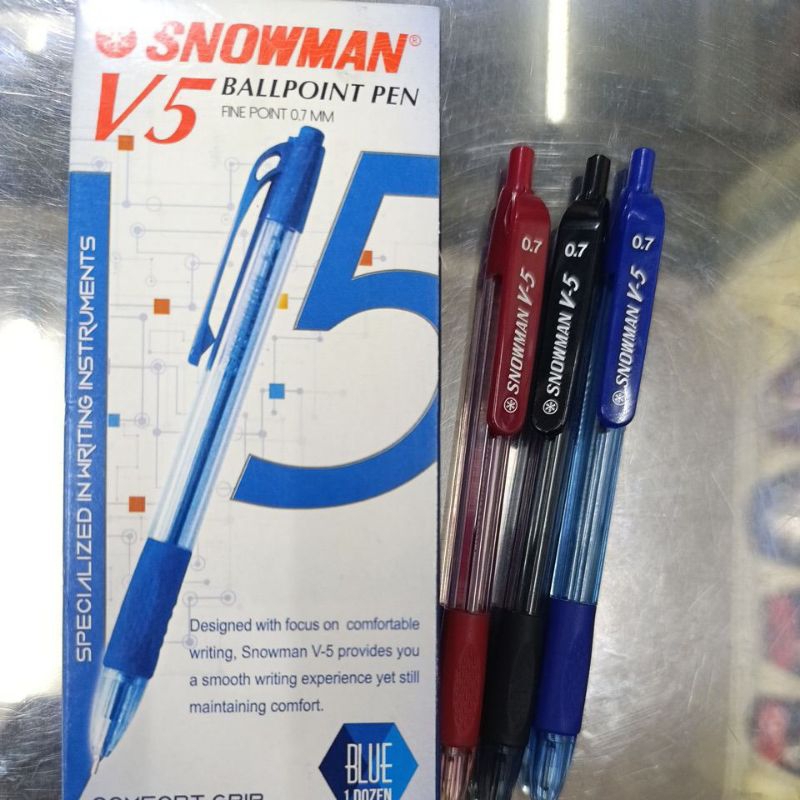 SNOWMAN®
V5 BALLPOINT PEN
FINE POINT 0.7 MM
5
SPECIALIZED IN WRITING INSTRUMENTS
Designed with focus on comfortable
writing, Snowman V-5 provides you
a smooth writing experience yet still
maintaining comfort.
BLUE
1 DOZEN
COMFORT GRIP
0.7
SNOWMAN V-5
0.7
SNOWMAN V-5
0.7
SNOWMAN V-5